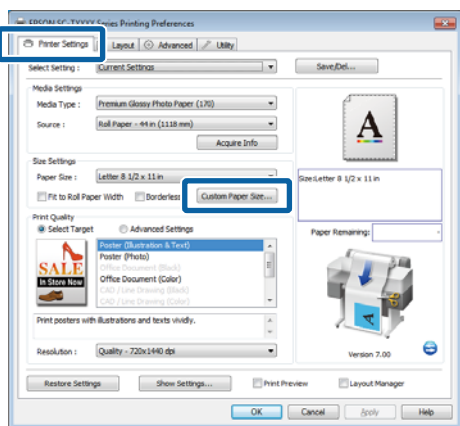 EPSON SC-TXXXX Series Printing Preferences
Printer Settings Layout Advanced Utility
Select Setting : Current Settings Save/Del...
Media Settings
Media Type : Premium Glossy Photo Paper (170)
Source : Roll Paper - 44 in (1118 mm)
Acquire Info
A
Size Settings
Paper Size : Letter 8 1/2 x 11 in
Size:Letter 8 1/2 x 11 in
Fit to Roll Paper Width Borderless Custom Paper Size...
Print Quality
Select Target Advanced Settings
Paper Remaining:
SALE
In Store Now
Poster (Illustration & Text)
Poster (Photo)
Office Document (Black)
Office Document (Color)
CAD / Line Drawing (Black)
CAD / Line Drawing (Color)
Print posters with illustrations and texts vividly.
Resolution : Quality - 720x1440 dpi
Version 7.00
Restore Settings Show Settings... Print Preview Layout Manager
OK Cancel Apply Help